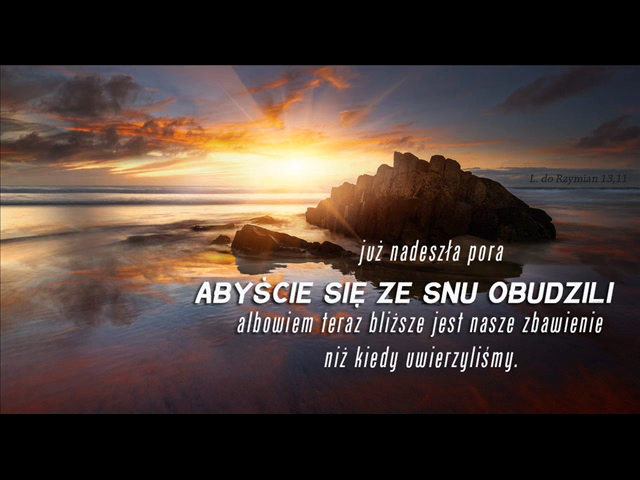 L. do Raymian 13,11
już nadeszła pora
ABYŚCIE SIĘ ZE SNU OBUDZILI
albowiem teraz bliższe jest nasze zbawienie
niż kiedy uwierzyliśmy.